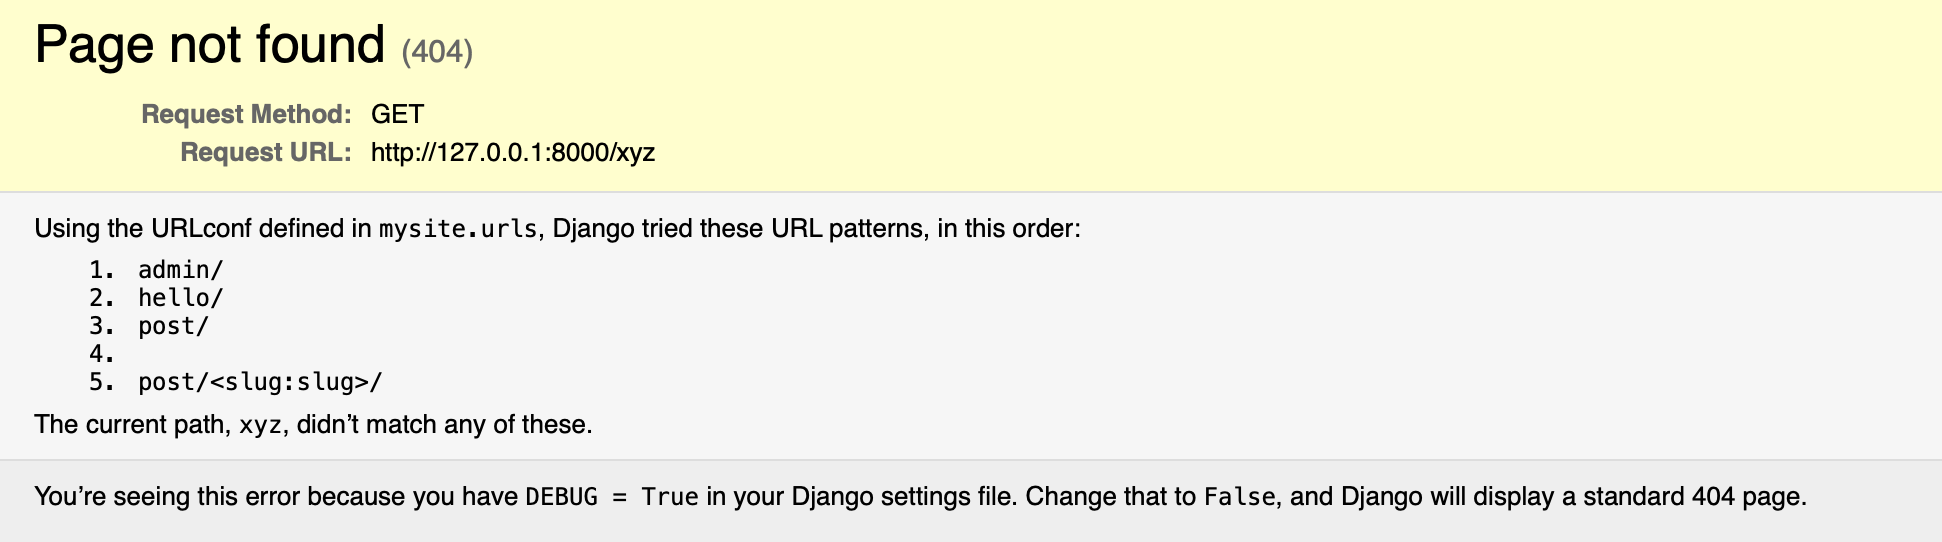 Page not found (404)
Request Method: GET
Request URL: http://127.0.0.1:8000/xyz
Using the URLconf defined in mysite.urls, Django tried these URL patterns, in this order:
1. admin/
2. hello/
3. post/
4.
5. post/<slug:slug>/
The current path, xyz, didn’t match any of these.
You’re seeing this error because you have DEBUG = True in your Django settings file. Change that to False, and Django will display a standard 404 page.